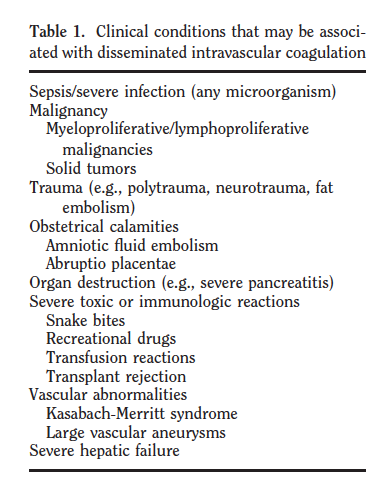 Table 1. Clinical conditions that may be associ-
ated with disseminated intravascular coagulation
Sepsis/severe infection (any microorganism)
Malignancy
Myeloproliferative/lymphoproliferative
malignancies
Solid tumors
Trauma (e.g., polytrauma, neurotrauma, fat
embolism)
Obstetrical calamities
Amniotic fluid embolism
Abruptio placentae
Organ destruction (e.g., severe pancreatitis)
Severe toxic or immunologic reactions
Snake bites
Recreational drugs
Transfusion reactions
Transplant rejection
Vascular abnormalities
Kasabach-Merritt syndrome
Large vascular aneurysms
Severe hepatic failure